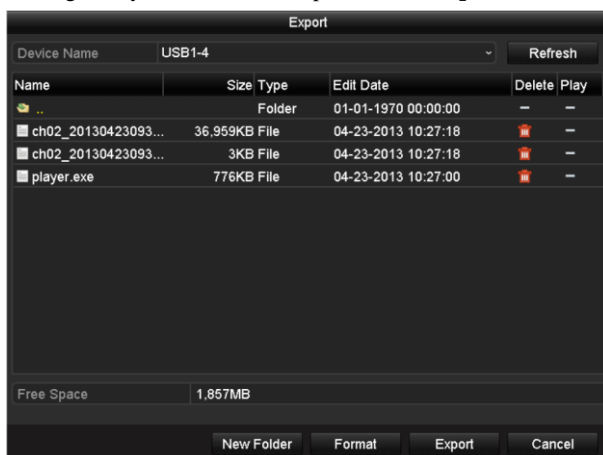 Export
Device Name USB1-4 Refresh
Name Size Type Edit Date Delete Play
.. Folder 01-01-1970 00:00:00 – –
ch02_20130423093... 36,959KB File 04-23-2013 10:27:18 –
ch02_20130423093... 3KB File 04-23-2013 10:27:18 –
player.exe 776KB File 04-23-2013 10:27:00 –
Free Space 1,857MB
New Folder Format Export Cancel